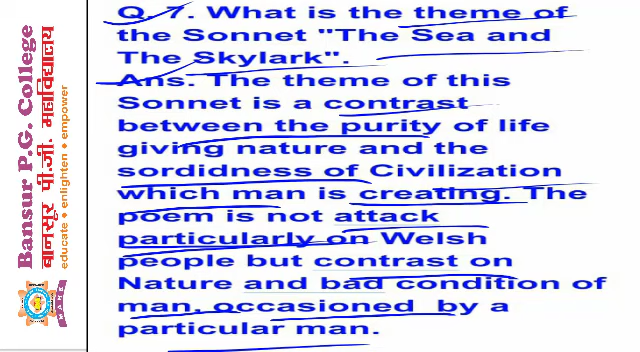 Q. 7. What is the theme of
the Sonnet "The Sea and
The Skylark".
Ans. The theme of this
Sonnet is a contrast
between the purity of life
giving nature and the
sordidness of Civilization
which man is creating. The
poem is not attack
particularly on Welsh
people but contrast on
Nature and bad condition of
man, occasioned by a
particular man.
Bansur P.G. College
बानसूर पी.जी. महाविद्यालय
educate • enlighten • empower